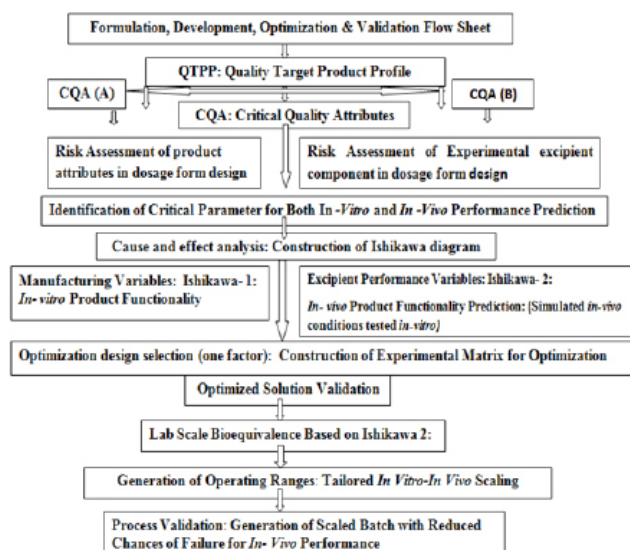 Formulation, Development, Optimization & Validation Flow Sheet
QTPP: Quality Target Product Profile
CQA (A)
CQA (B)
CQA: Critical Quality Attributes
Risk Assessment of product
attributes in dosage form design
Risk Assessment of Experimental excipient
component in dosage form design
Identification of Critical Parameter for Both In -Vitro and In -Vivo Performance Prediction
Cause and effect analysis: Construction of Ishikawa diagram
Manufacturing Variables: Ishikawa- 1:
In- vitro Product Functionality
Excipient Performance Variables: Ishikawa- 2:
In- vivo Product Functionality Prediction: (Simulated in-vivo
conditions tested in-vitro)
Optimization design selection (one factor): Construction of Experimental Matrix for Optimization
Optimized Solution Validation
Lab Scale Bioequivalence Based on Ishikawa 2:
Generation of Operating Ranges: Tailored In Vitro-In Vivo Scaling
Process Validation: Generation of Scaled Batch with Reduced
Chances of Failure for In- Vivo Performance